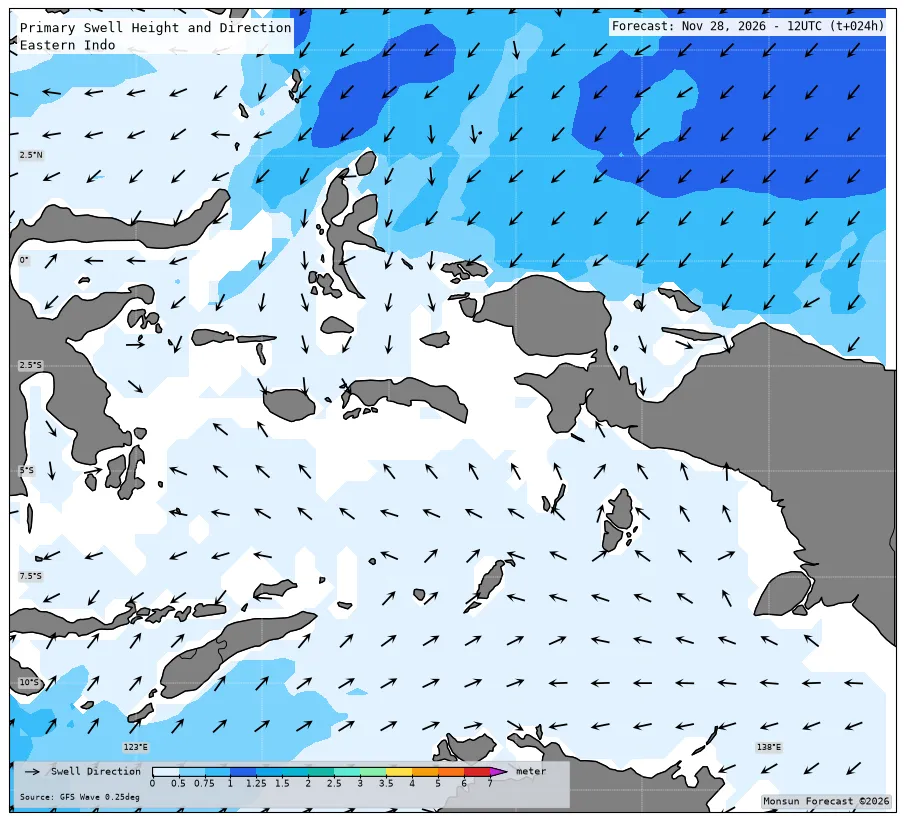 Primary Swell Height and Direction
Eastern Indo
Forecast: Nov 28, 2026 - 12UTC (t+024h)
2.5°N
0°
2.5°S
5°S
7.5°S
10°S
123°E
138°E
Swell Direction
meter
0 0.5 0.75 1 1.25 1.5 2 2.5 3 3.5 4 5 6 7
Source: GFS Wave 0.25deg
Monsun Forecast ©2026